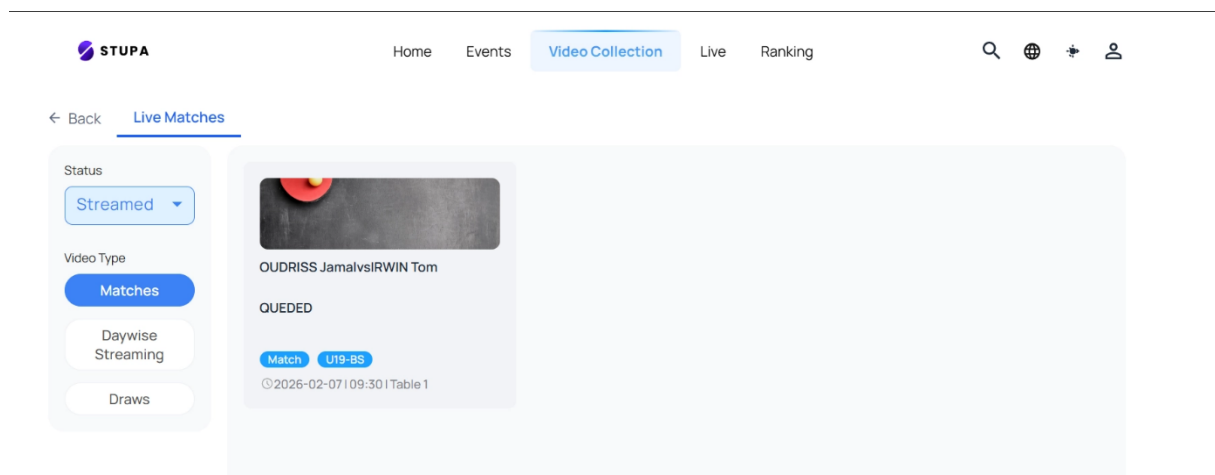 STUPA
Home Events Video Collection Live Ranking
← Back Live Matches
Status
Streamed
Video Type
Matches
Daywise
Streaming
Draws
OUDRISS JamalvsIRWIN Tom
QUEDED
Match U19-BS
2026-02-07 | 09:30 | Table 1